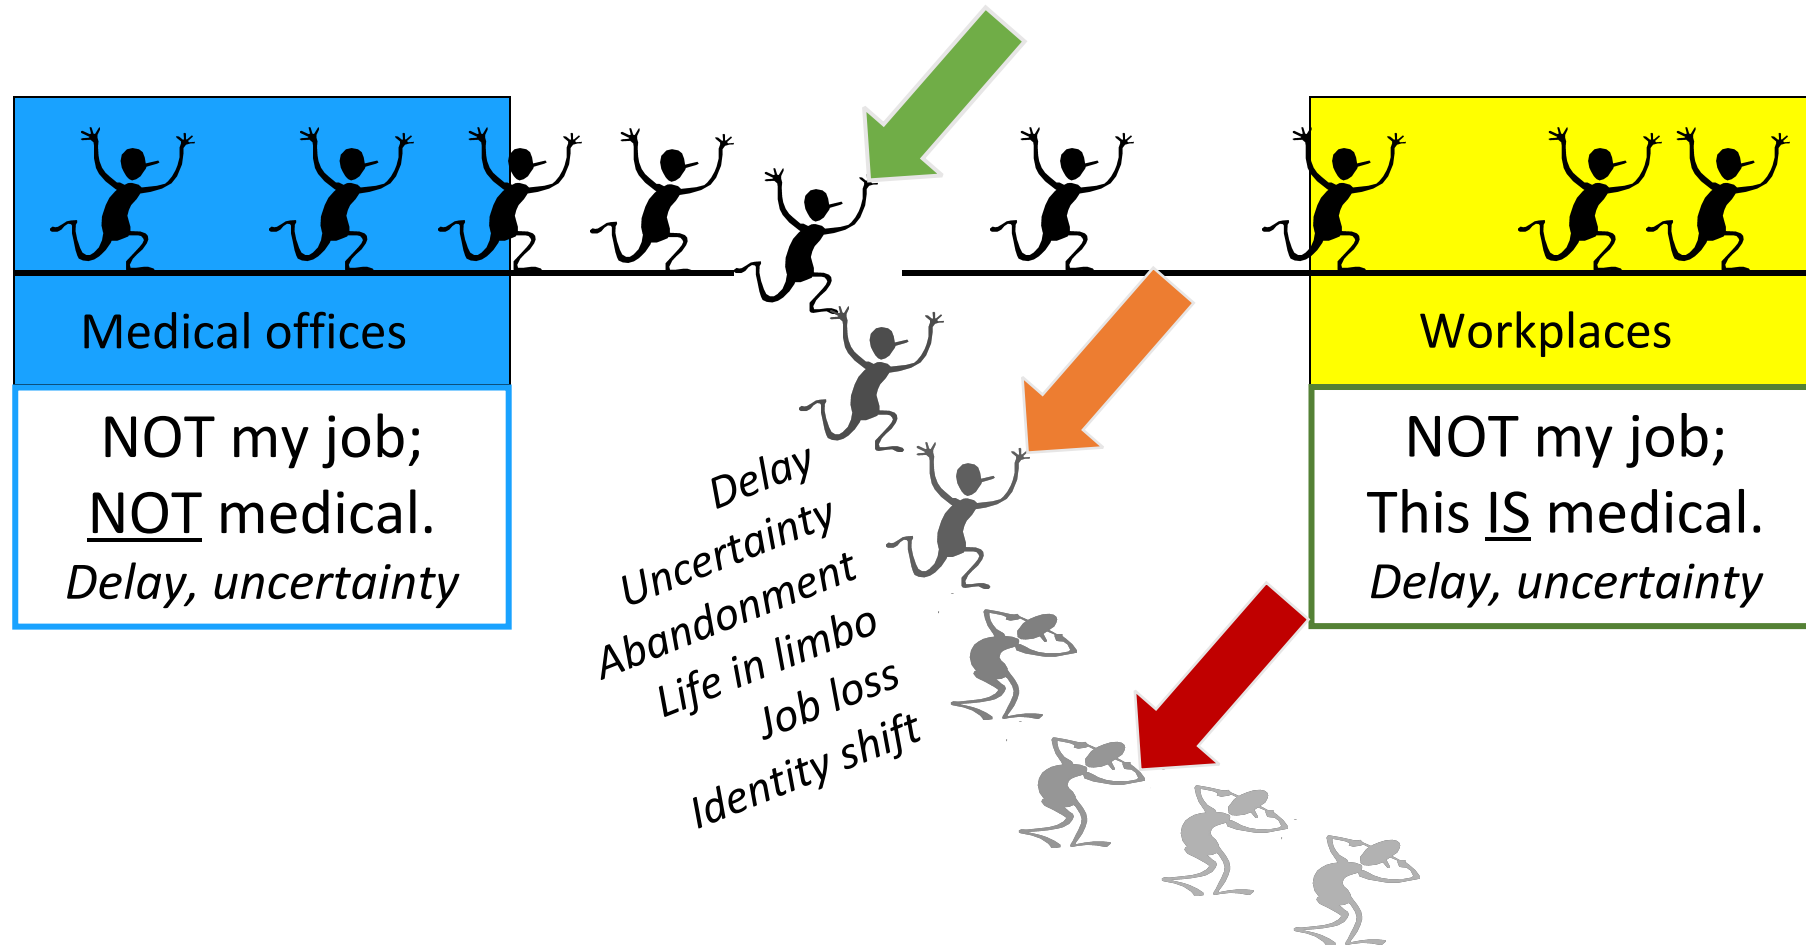 Medical offices
NOT my job;
NOT medical.
Delay, uncertainty
Delay
Uncertainty
Abandonment
Life in limbo
Job loss
Identity shift
Workplaces
NOT my job;
This IS medical.
Delay, uncertainty